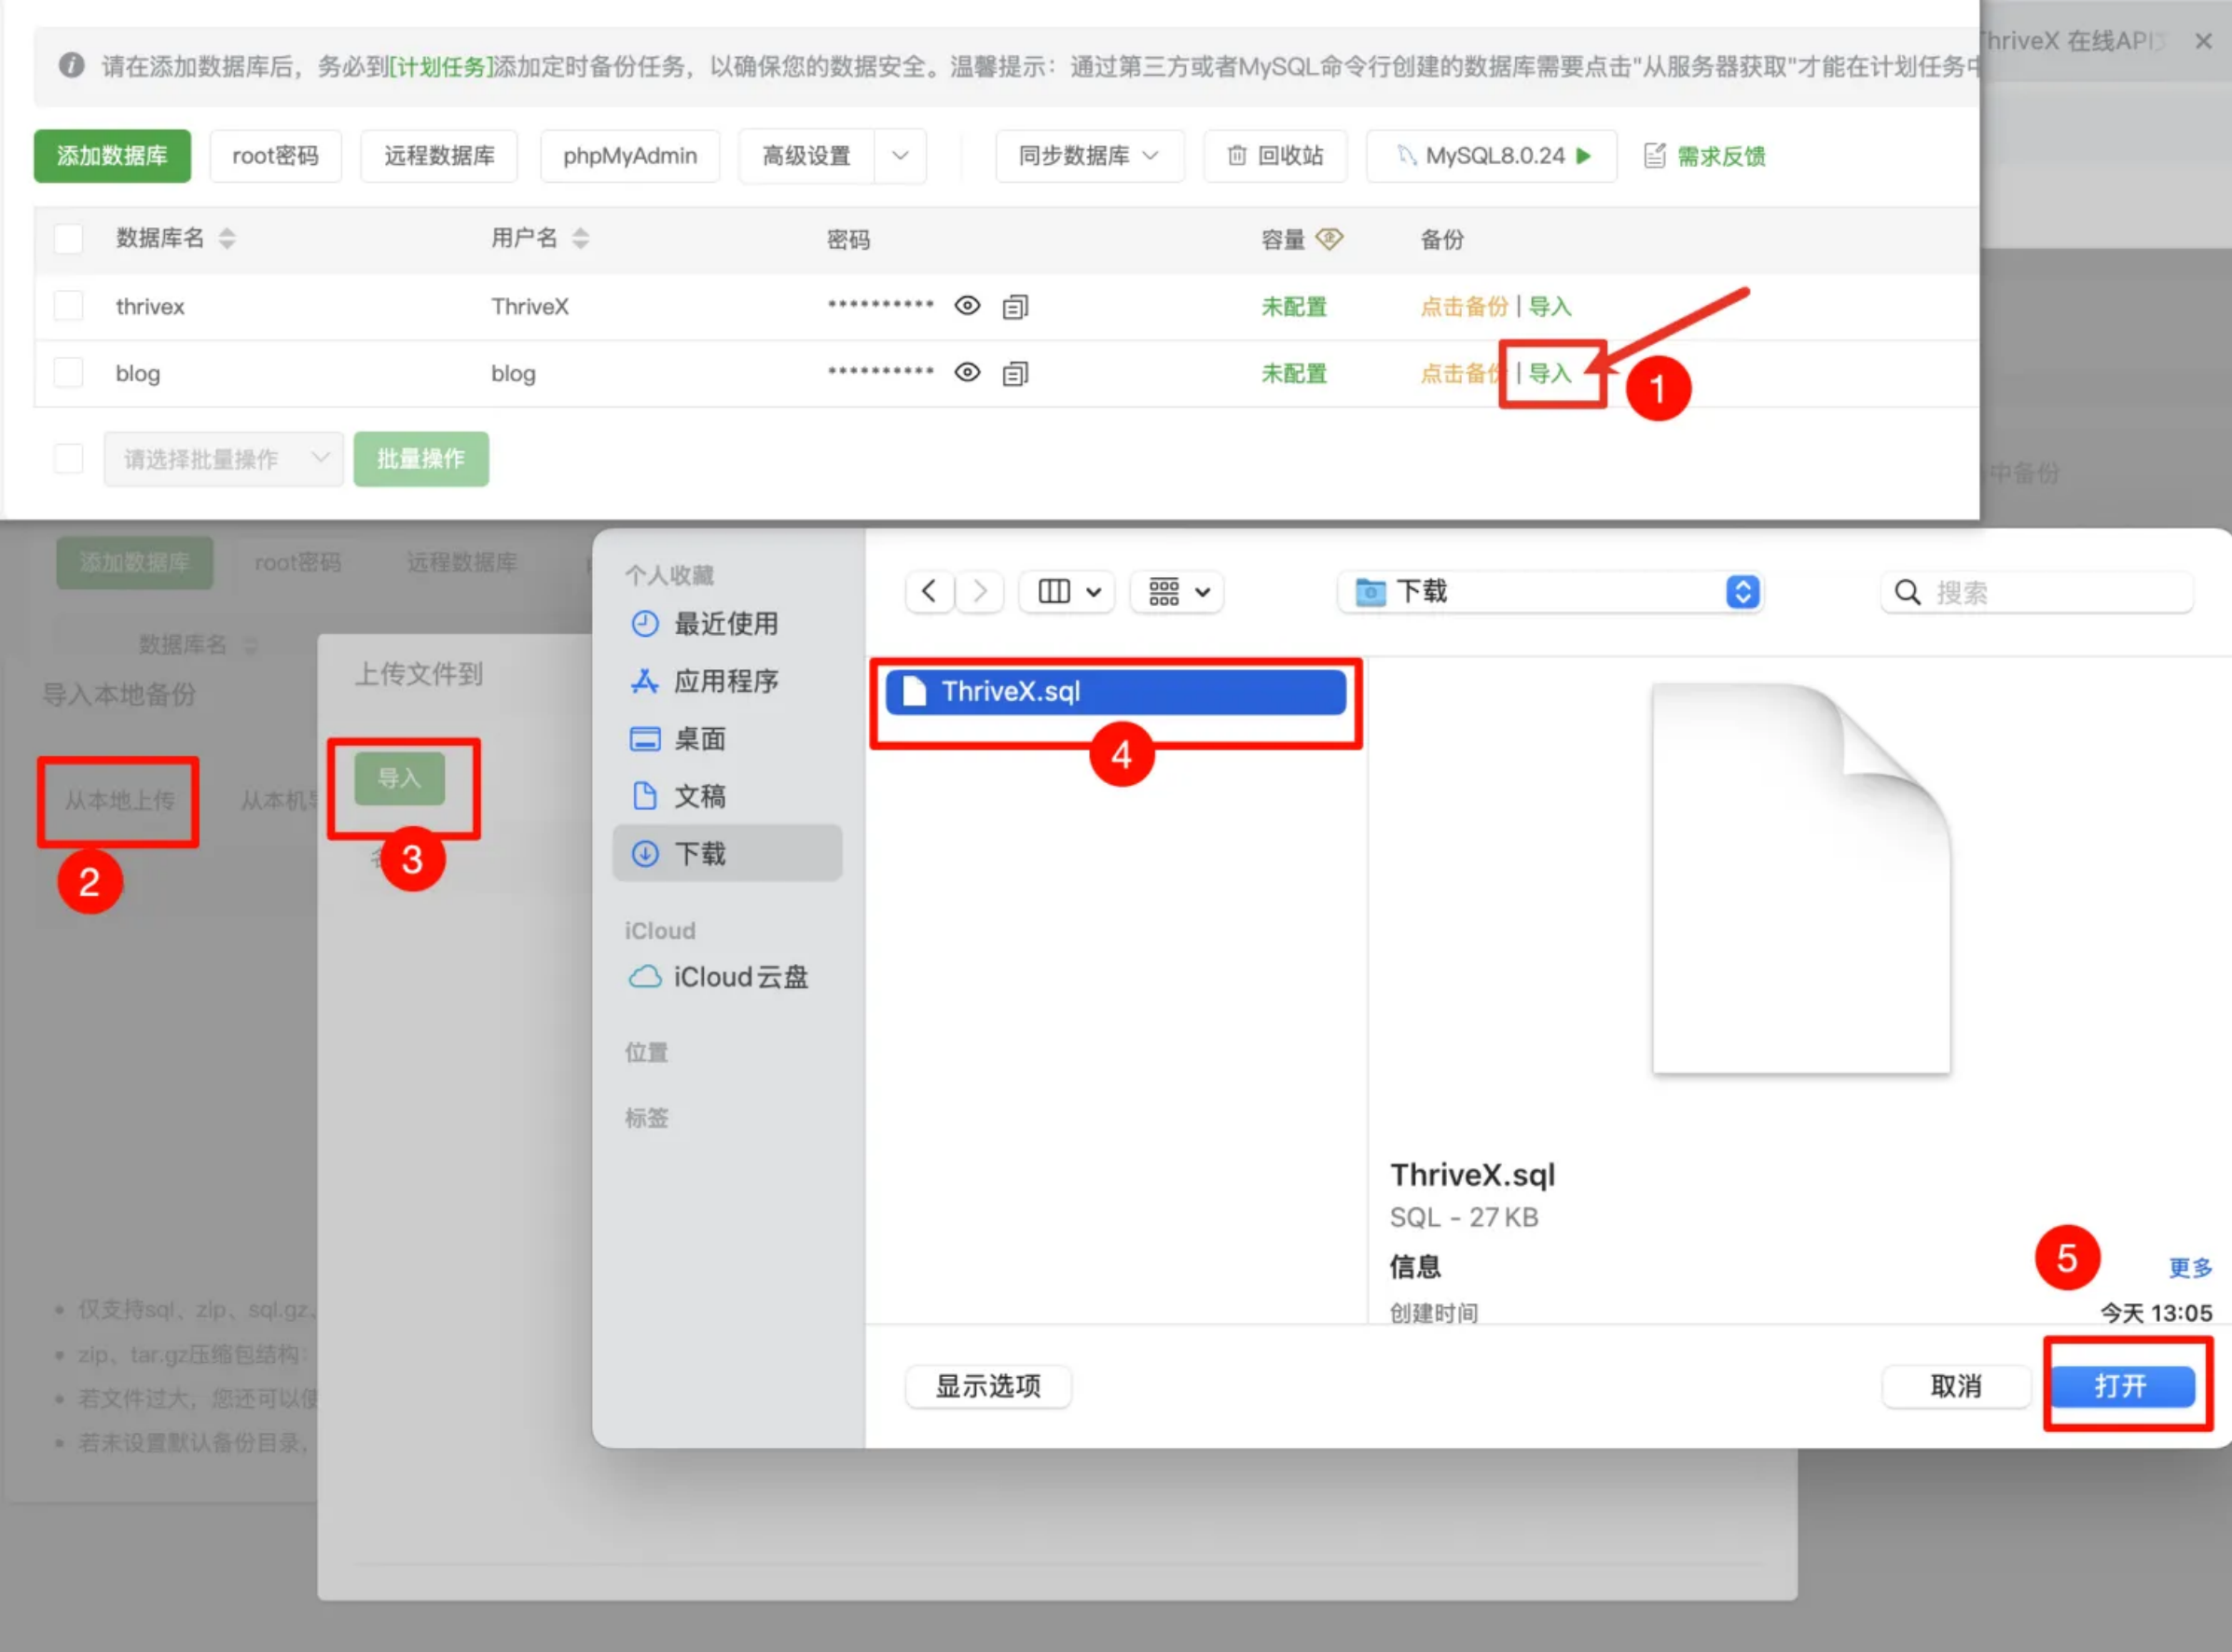 ThriveX 在线API
请在添加数据库后，务必到[计划任务]添加定时备份任务，以确保您的数据安全。温馨提示：通过第三方或者MySQL命令行创建的数据库需要点击"从服务器获取"才能在计划任务中
添加数据库 root密码 远程数据库 phpMyAdmin 高级设置 同步数据库 回收站 MySQL8.0.24 需求反馈
数据库名 用户名 密码 容量 备份
thrivex ThriveX ********** 未配置 点击备份 | 导入
blog blog ********** 未配置 点击备份 | 导入
1
请选择批量操作 批量操作
中备份
添加数据库 root密码 远程数据库
数据库名
导入本地备份
从本地上传 从本机导
2
上传文件到
导入
3
个人收藏
最近使用
应用程序
桌面
文稿
下载
iCloud
iCloud云盘
位置
标签
下载
搜索
ThriveX.sql
4
ThriveX.sql
SQL - 27 KB
信息
更多
5
创建时间 今天 13:05
仅支持sql、zip、sql.gz、
zip、tar.gz压缩包结构：
若文件过大，您还可以使
若未设置默认备份目录，
显示选项 取消 打开